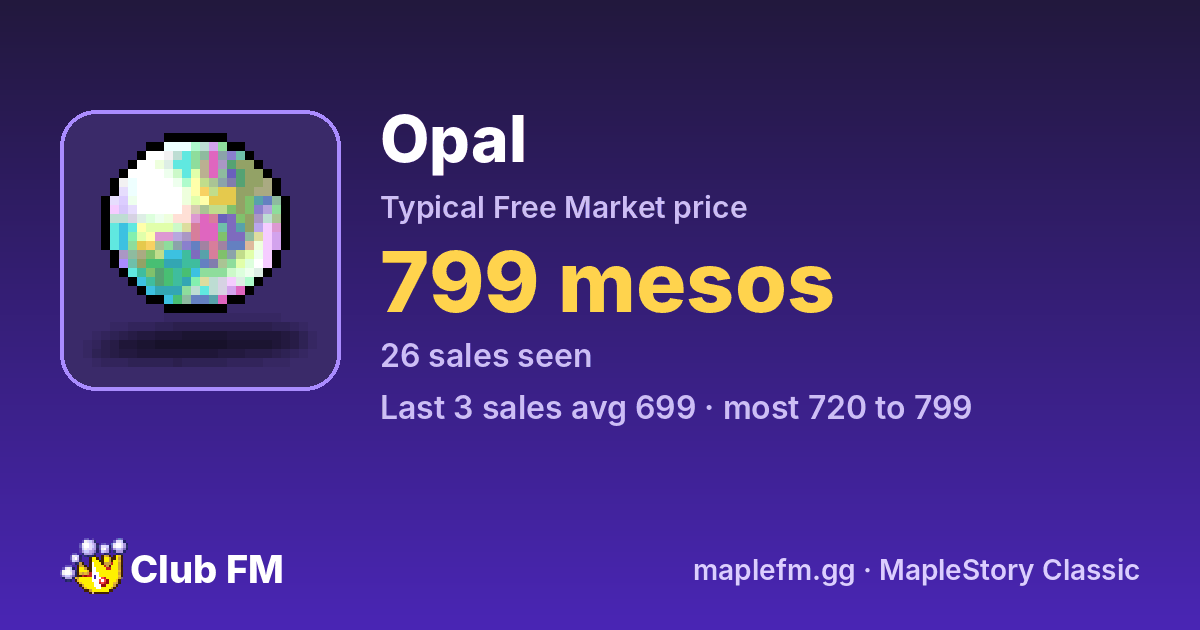 Opal
Typical Free Market price
799 mesos
26 sales seen
Last 3 sales avg 699 · most 720 to 799
Club FM
maplefm.gg · MapleStory Classic